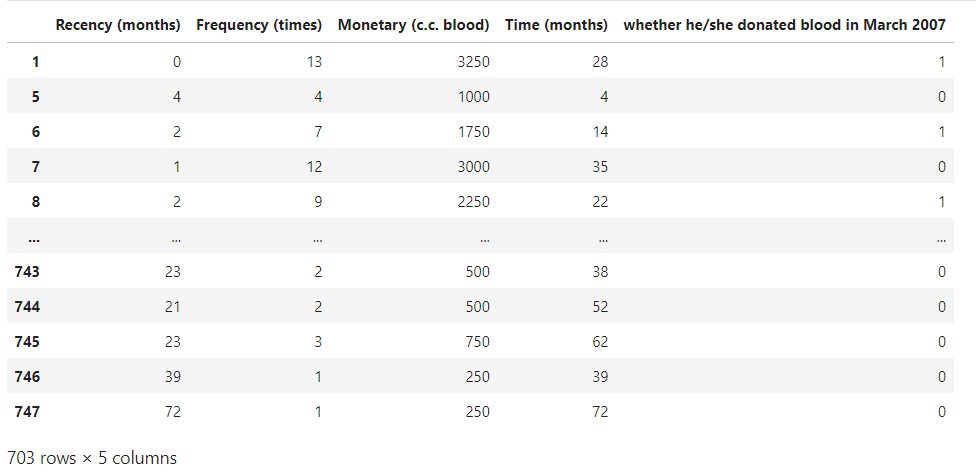 Recency (months) Frequency (times) Monetary (c.c. blood) Time (months) whether he/she donated blood in March 2007
1 0 13 3250 28 1
5 4 4 1000 4 0
6 2 7 1750 14 1
7 1 12 3000 35 0
8 2 9 2250 22 1
... ... ... ... ... ...
743 23 2 500 38 0
744 21 2 500 52 0
745 23 3 750 62 0
746 39 1 250 39 0
747 72 1 250 72 0
703 rows × 5 columns